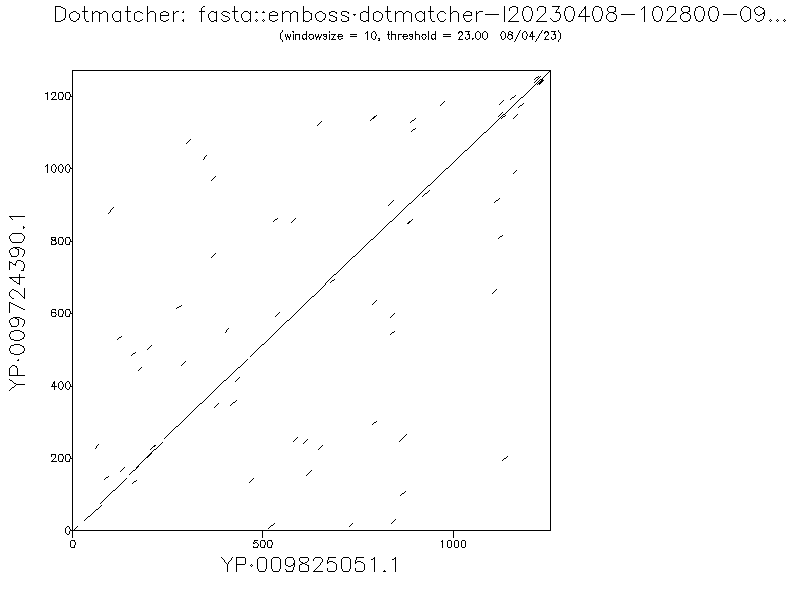 Dotmatcher: fasta::emboss·dotmatcher-I20230408-102800-09...
(windowsize = 10, threshold = 23.00 08/04/23)
1200
1000
800
600
400
200
0
YP·009724390.1
0 500 1000
YP·009825051.1